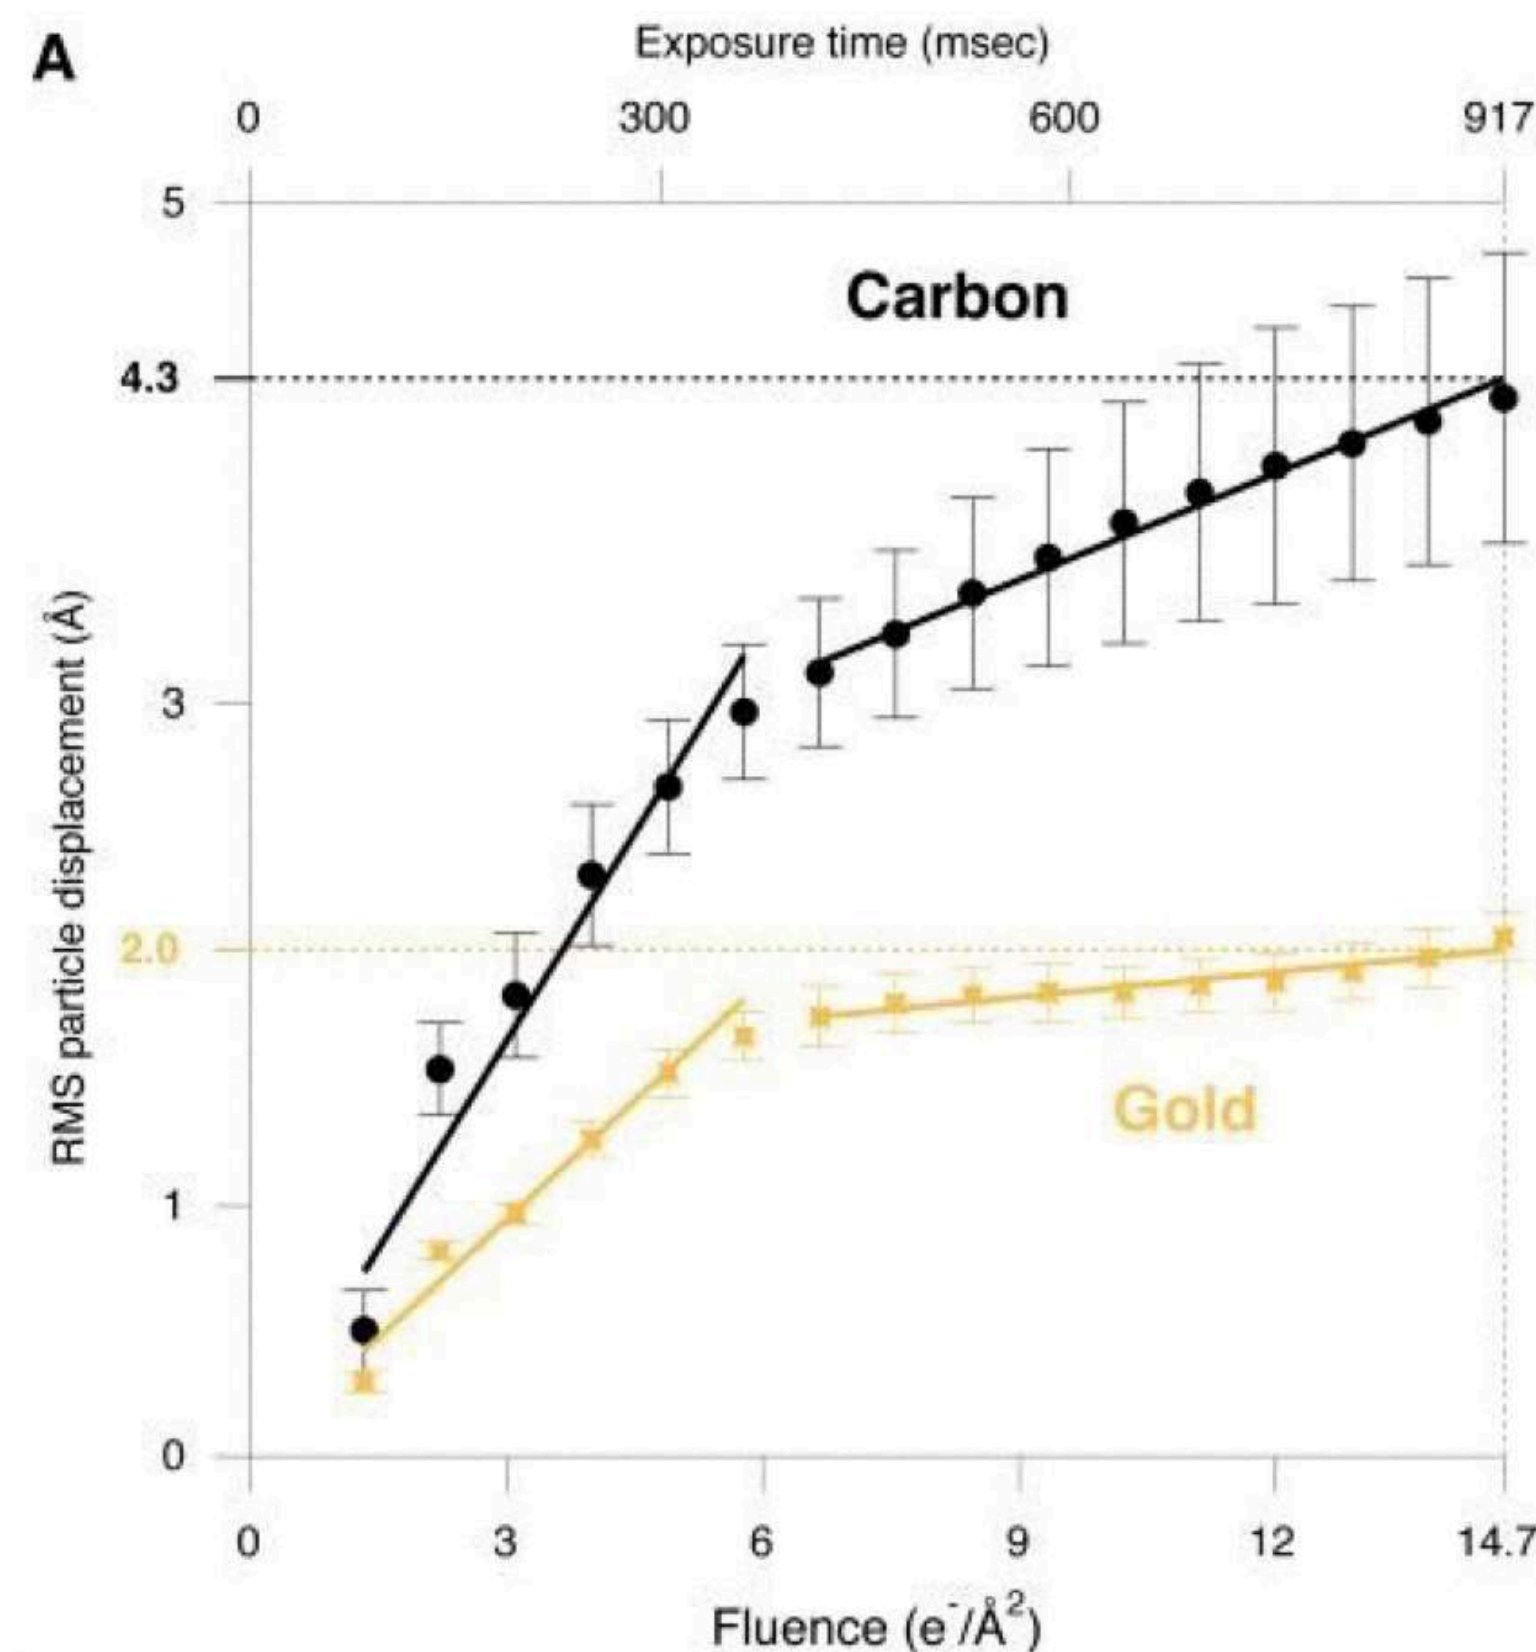 A
Exposure time (msec)
0 300 600 917
5
Carbon
4.3
3
RMS particle displacement (Å)
2.0
Gold
1
0
0 3 6 9 12 14.7
Fluence (e⁻/Å²)